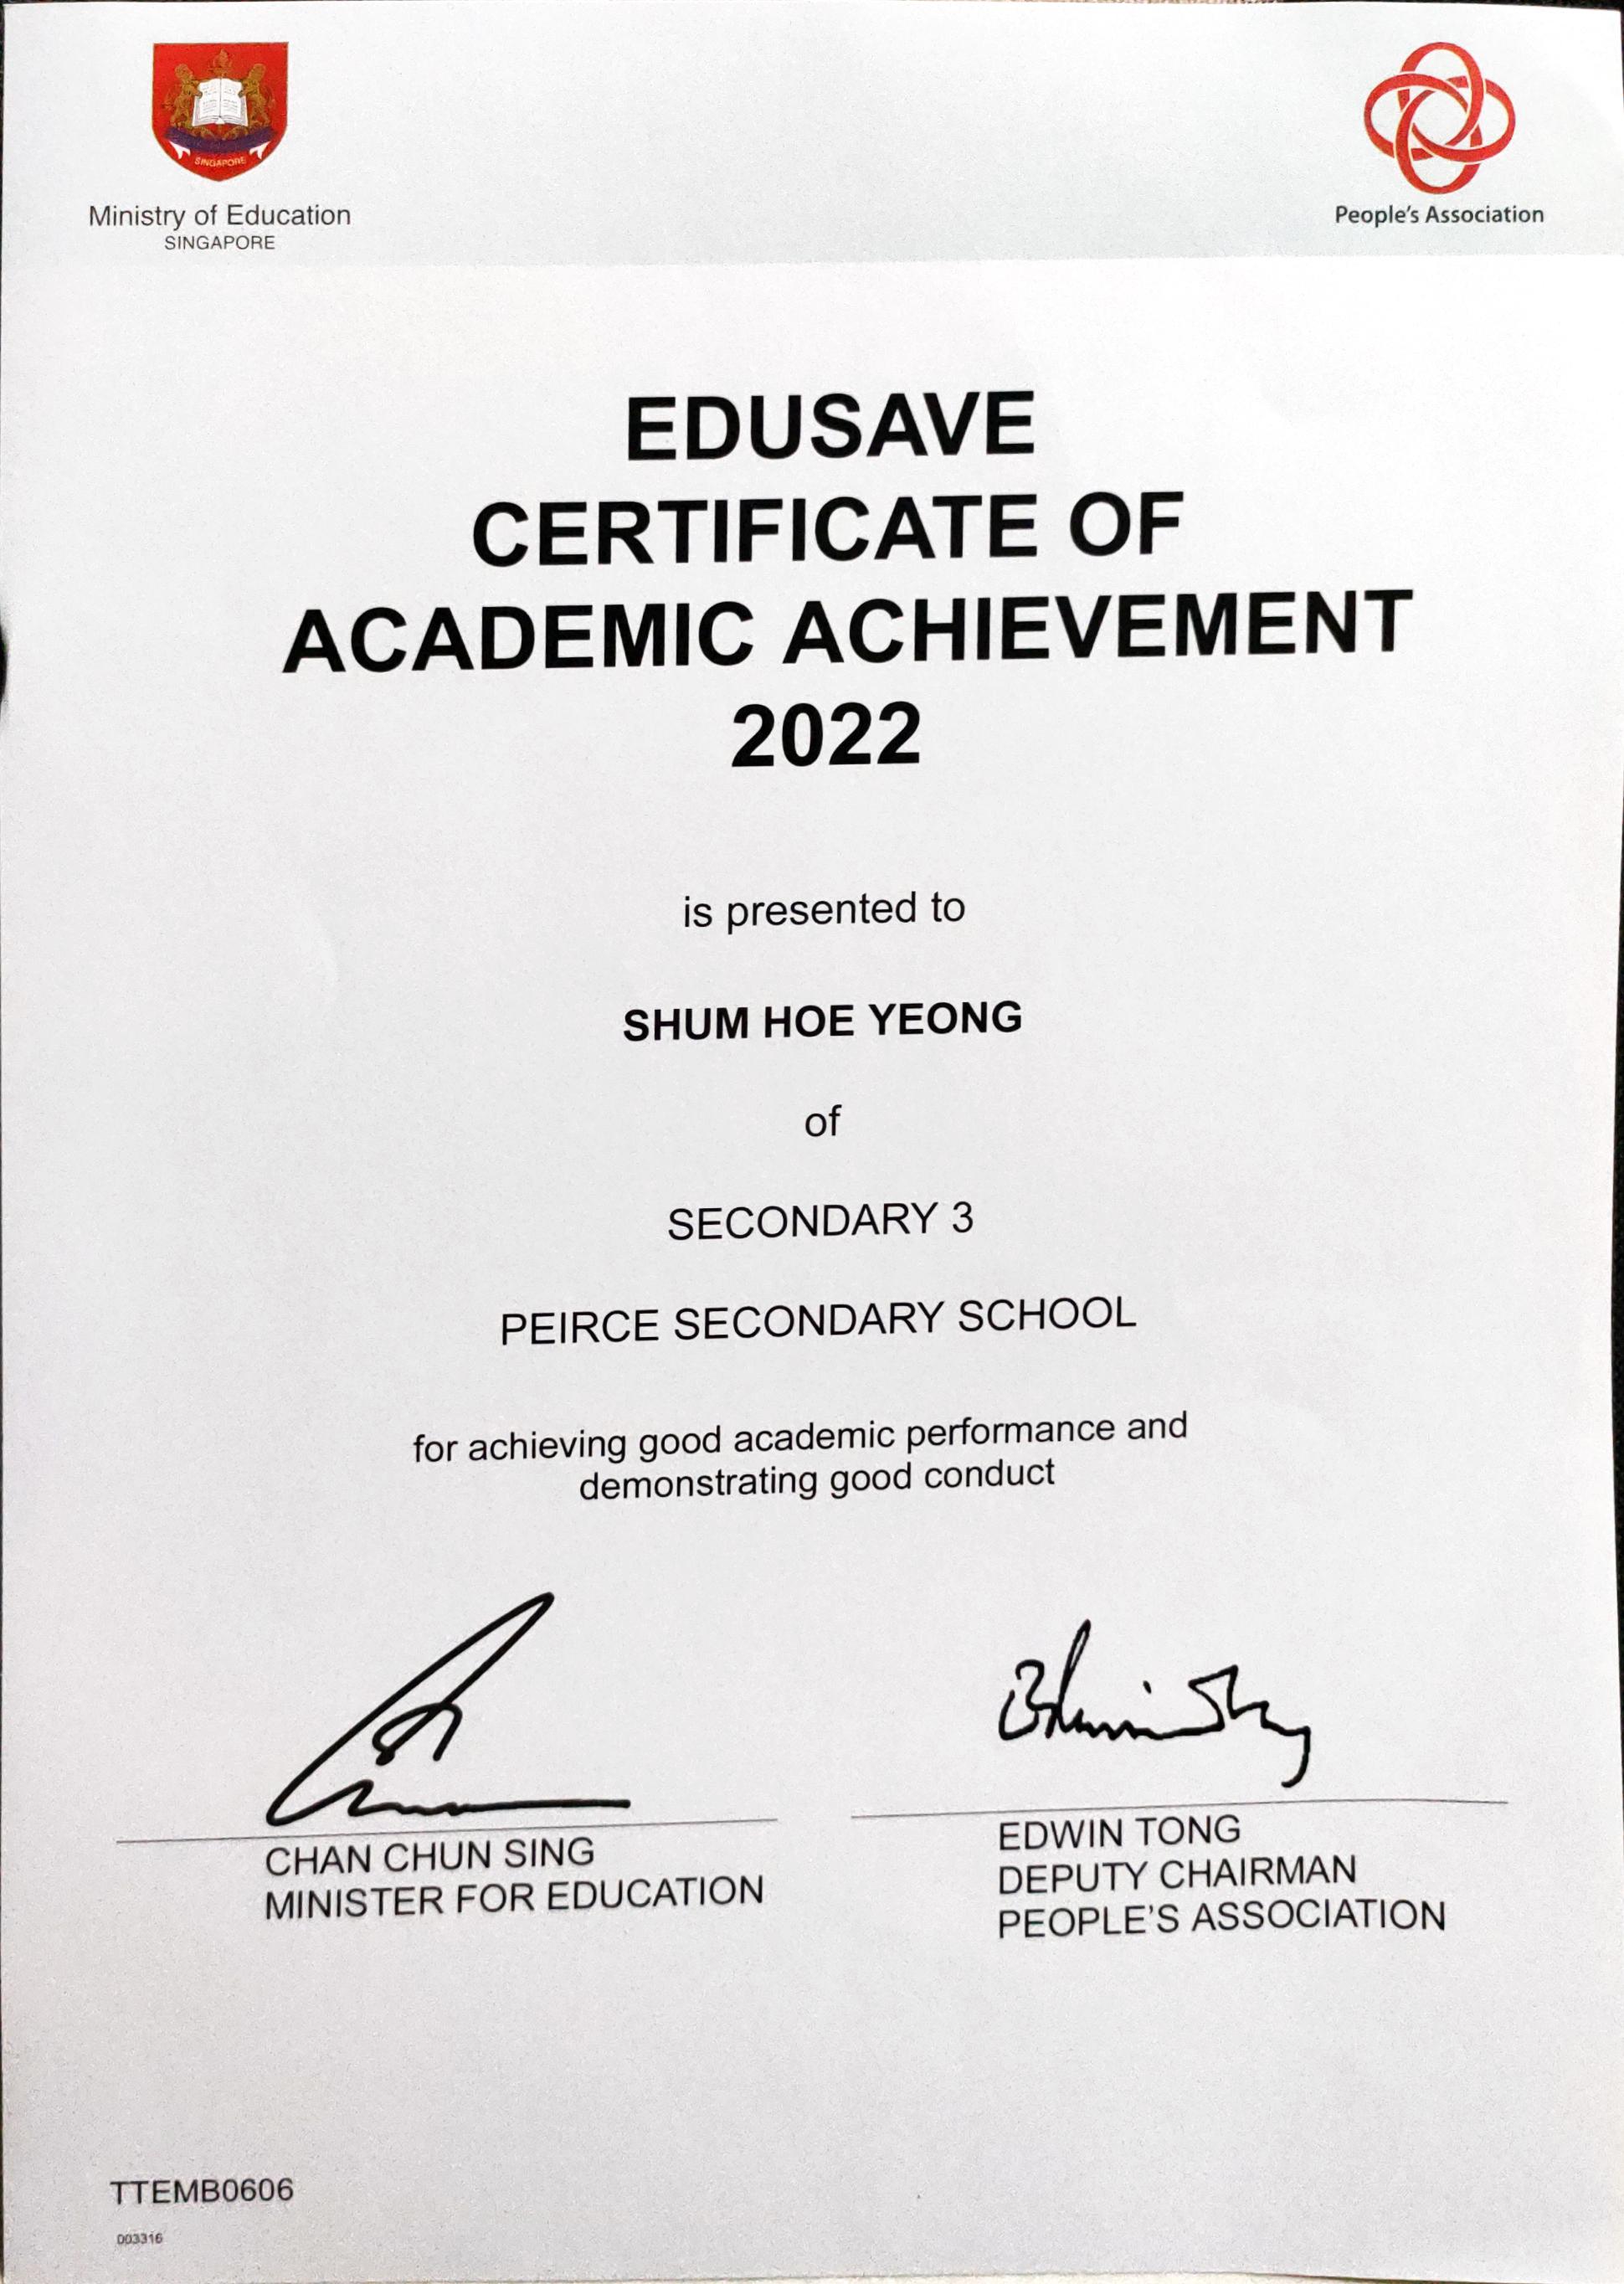 SINGAPORE
Ministry of Education
SINGAPORE
People's Association
EDUSAVE
CERTIFICATE OF
ACADEMIC ACHIEVEMENT
2022
is presented to
SHUM HOE YEONG
of
SECONDARY 3
PEIRCE SECONDARY SCHOOL
for achieving good academic performance and
demonstrating good conduct
CHAN CHUN SING
MINISTER FOR EDUCATION
EDWIN TONG
DEPUTY CHAIRMAN
PEOPLE'S ASSOCIATION
TTEMB0606
003316